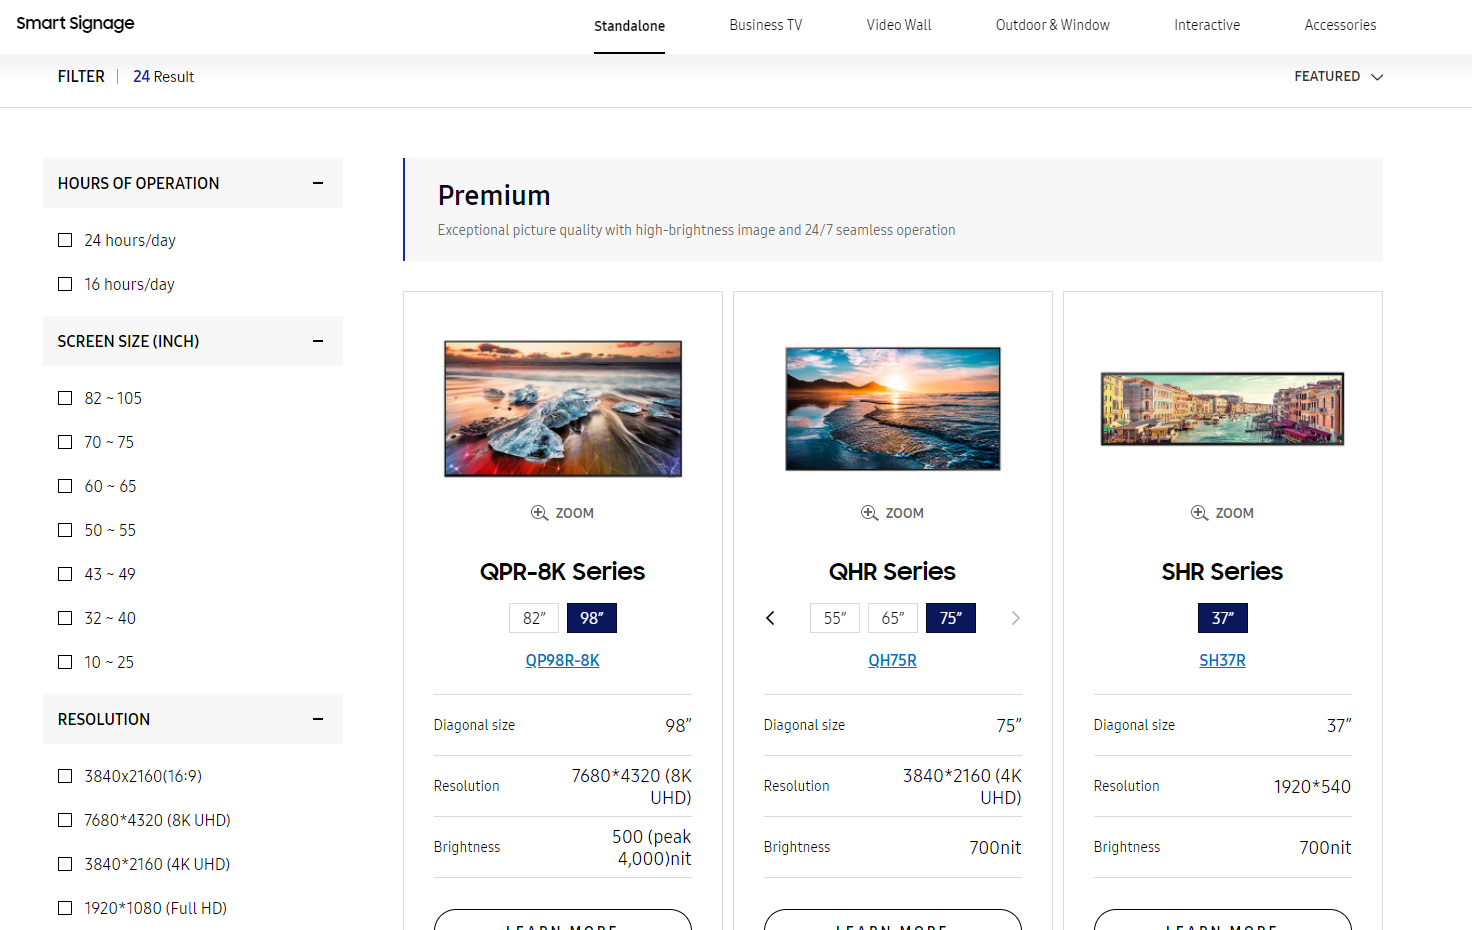 Smart Signage
Standalone
Business TV
Video Wall
Outdoor & Window
Interactive
Accessories
FILTER
24 Result
FEATURED
HOURS OF OPERATION
24 hours/day
16 hours/day
SCREEN SIZE (INCH)
82 ~ 105
70 ~ 75
60 ~ 65
50 ~ 55
43 ~ 49
32 ~ 40
10 ~ 25
RESOLUTION
3840x2160(16:9)
7680*4320 (8K UHD)
3840*2160 (4K UHD)
1920*1080 (Full HD)
Premium
Exceptional picture quality with high-brightness image and 24/7 seamless operation
ZOOM
QPR-8K Series
82″
98″
QP98R-8K
Diagonal size
98″
Resolution
7680*4320 (8K
UHD)
Brightness
500 (peak
4,000)nit
LEARN MORE
ZOOM
QHR Series
55″
65″
75″
QH75R
Diagonal size
75″
Resolution
3840*2160 (4K
UHD)
Brightness
700nit
LEARN MORE
ZOOM
SHR Series
37″
SH37R
Diagonal size
37″
Resolution
1920*540
Brightness
700nit
LEARN MORE